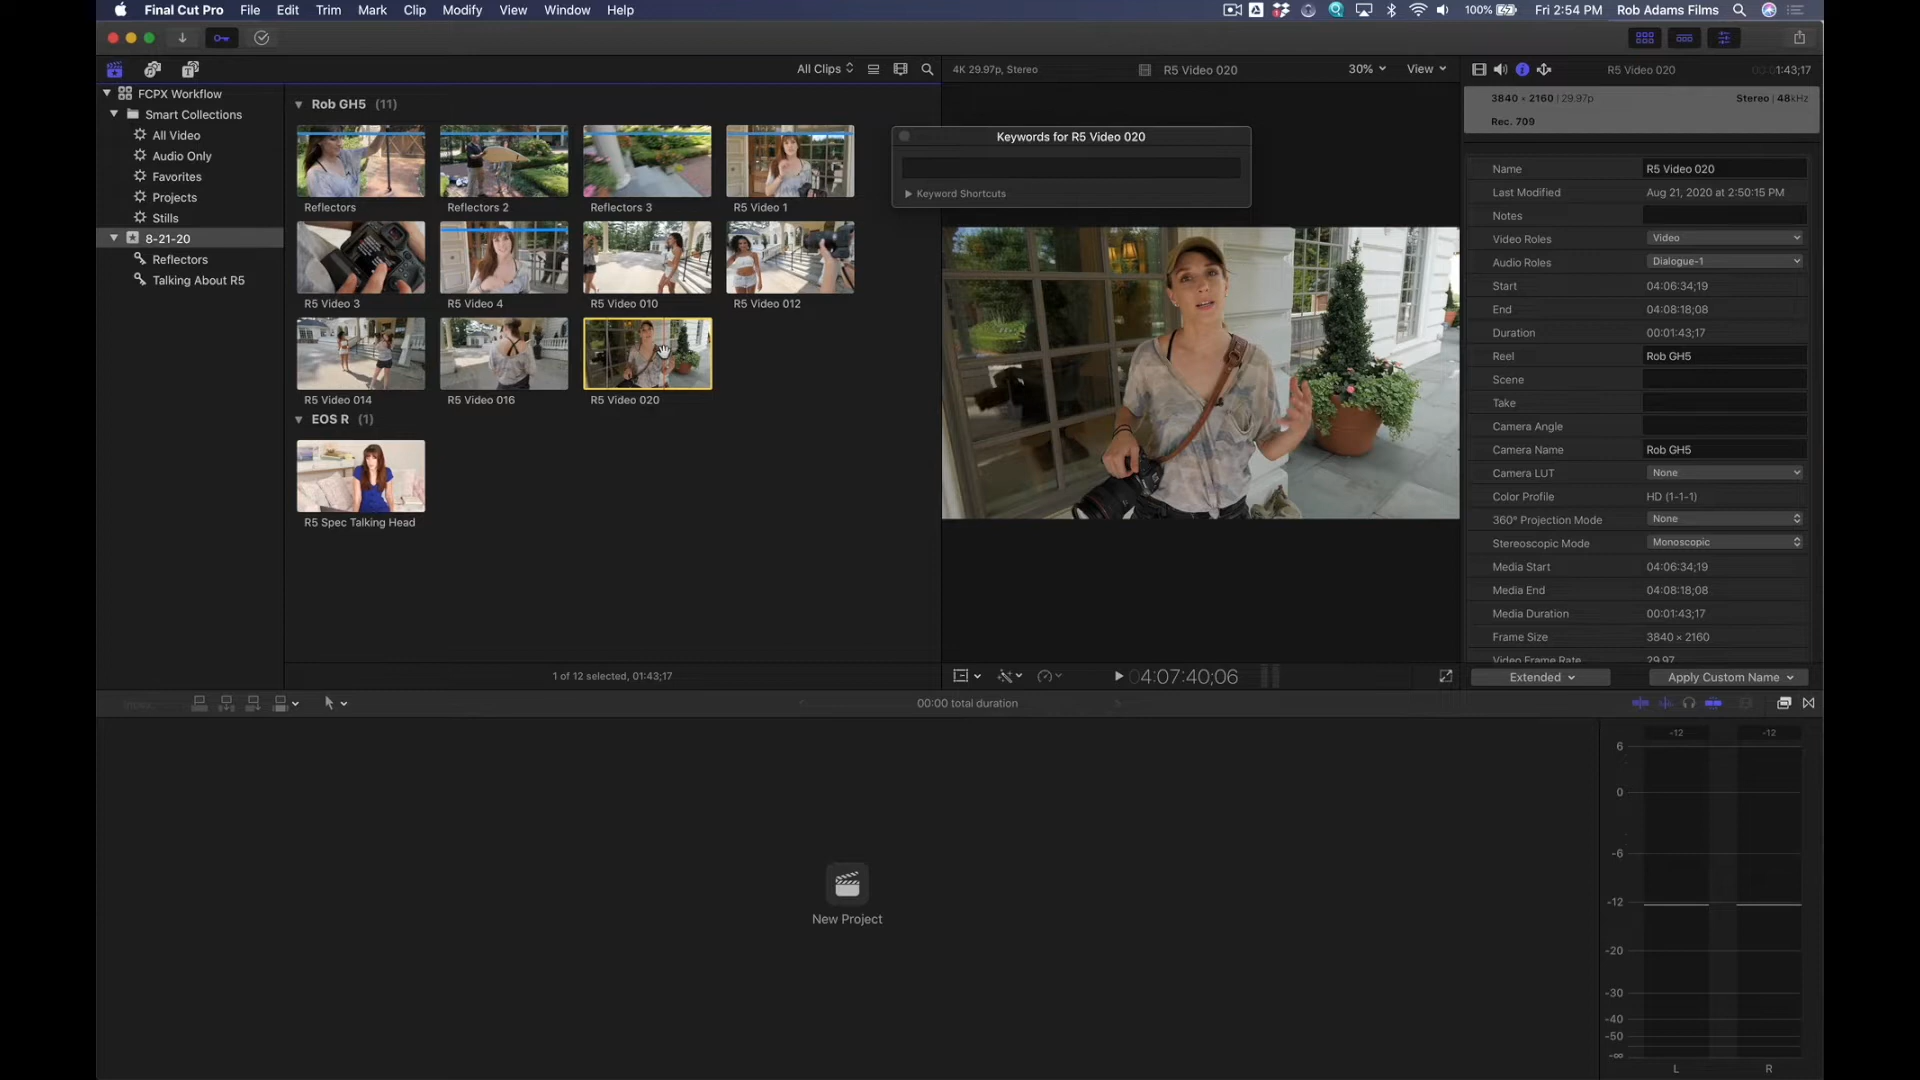 Final Cut Pro File Edit Trim Mark Clip Modify View Window Help 100% Fri 2:54 PM Rob Adams Films
All Clips
4K 29.97p, Stereo R5 Video 020 30% View
R5 Video 020 1:43;17
3840 × 2160 | 29.97p Stereo | 48kHz
Rec. 709
FCPX Workflow
Smart Collections
All Video
Audio Only
Favorites
Projects
Stills
8-21-20
Reflectors
Talking About R5
Rob GH5 (11)
Reflectors Reflectors 2 Reflectors 3 R5 Video 1
R5 Video 3 R5 Video 4 R5 Video 010 R5 Video 012
R5 Video 014 R5 Video 016 R5 Video 020
EOS R (1)
R5 Spec Talking Head
1 of 12 selected, 01:43;17
Keywords for R5 Video 020
Keyword Shortcuts
04:07:40;06
Name R5 Video 020
Last Modified Aug 21, 2020 at 2:50:15 PM
Notes
Video Roles Video
Audio Roles Dialogue-1
Start 04:06:34;19
End 04:08:18;08
Duration 00:01:43;17
Reel Rob GH5
Scene
Take
Camera Angle
Camera Name Rob GH5
Camera LUT None
Color Profile HD (1-1-1)
360° Projection Mode None
Stereoscopic Mode Monoscopic
Media Start 04:06:34;19
Media End 04:08:18;08
Media Duration 00:01:43;17
Frame Size 3840 × 2160
Video Frame Rate 29.97
Extended Apply Custom Name
Index
00:00 total duration
New Project
-12 -12
6
0
-6
-12
-20
-30
-40
-50
-∞
L R